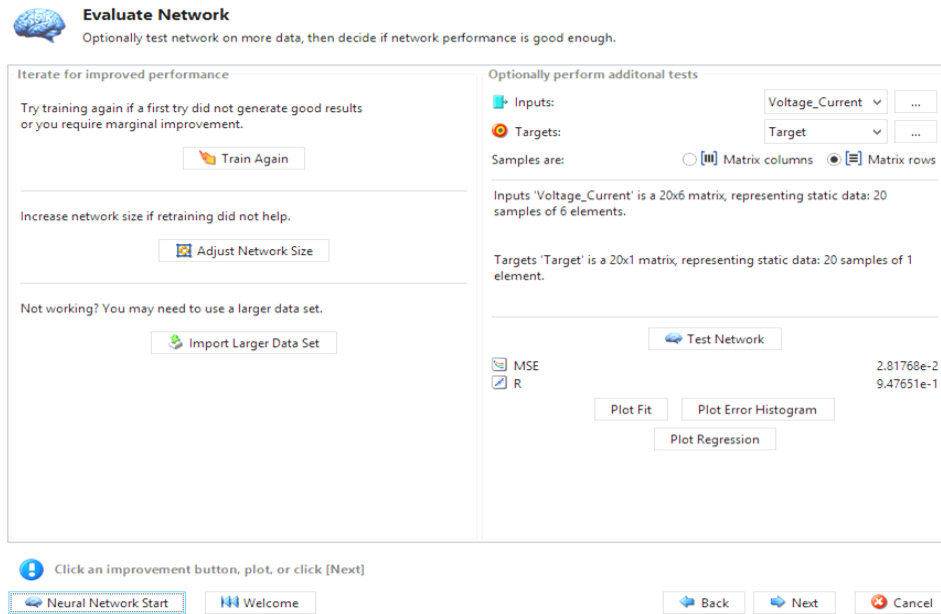 Evaluate Network
Optionally test network on more data, then decide if network performance is good enough.
Iterate for improved performance
Try training again if a first try did not generate good results
or you require marginal improvement.
Train Again
Increase network size if retraining did not help.
Adjust Network Size
Not working? You may need to use a larger data set.
Import Larger Data Set
Optionally perform additonal tests
Inputs: Voltage_Current ...
Targets: Target ...
Samples are: Matrix columns Matrix rows
Inputs 'Voltage_Current' is a 20x6 matrix, representing static data: 20
samples of 6 elements.
Targets 'Target' is a 20x1 matrix, representing static data: 20 samples of 1
element.
Test Network
MSE 2.81768e-2
R 9.47651e-1
Plot Fit Plot Error Histogram
Plot Regression
Click an improvement button, plot, or click [Next]
Neural Network Start Welcome Back Next Cancel